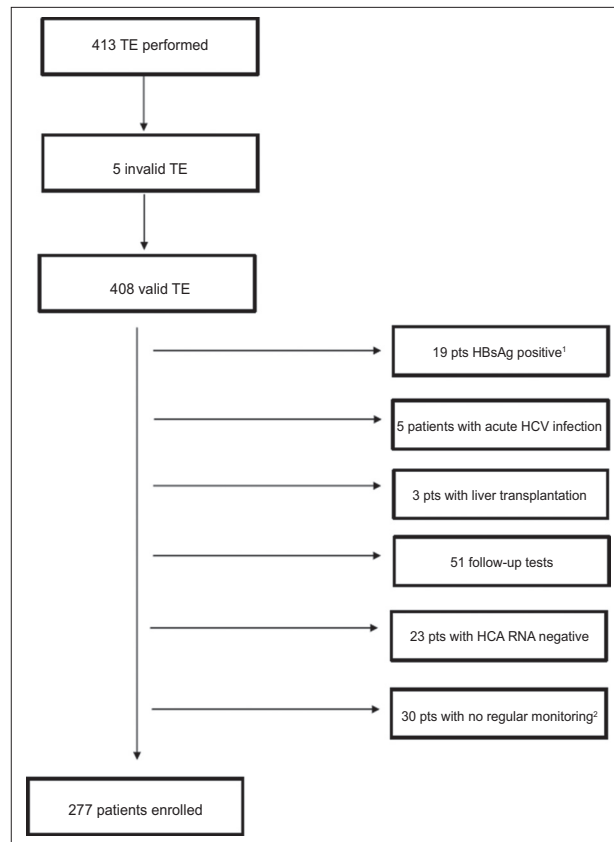 413 TE performed
5 invalid TE
408 valid TE
19 pts HBsAg positive¹
5 patients with acute HCV infection
3 pts with liver transplantation
51 follow-up tests
23 pts with HCA RNA negative
30 pts with no regular monitoring²
277 patients enrolled